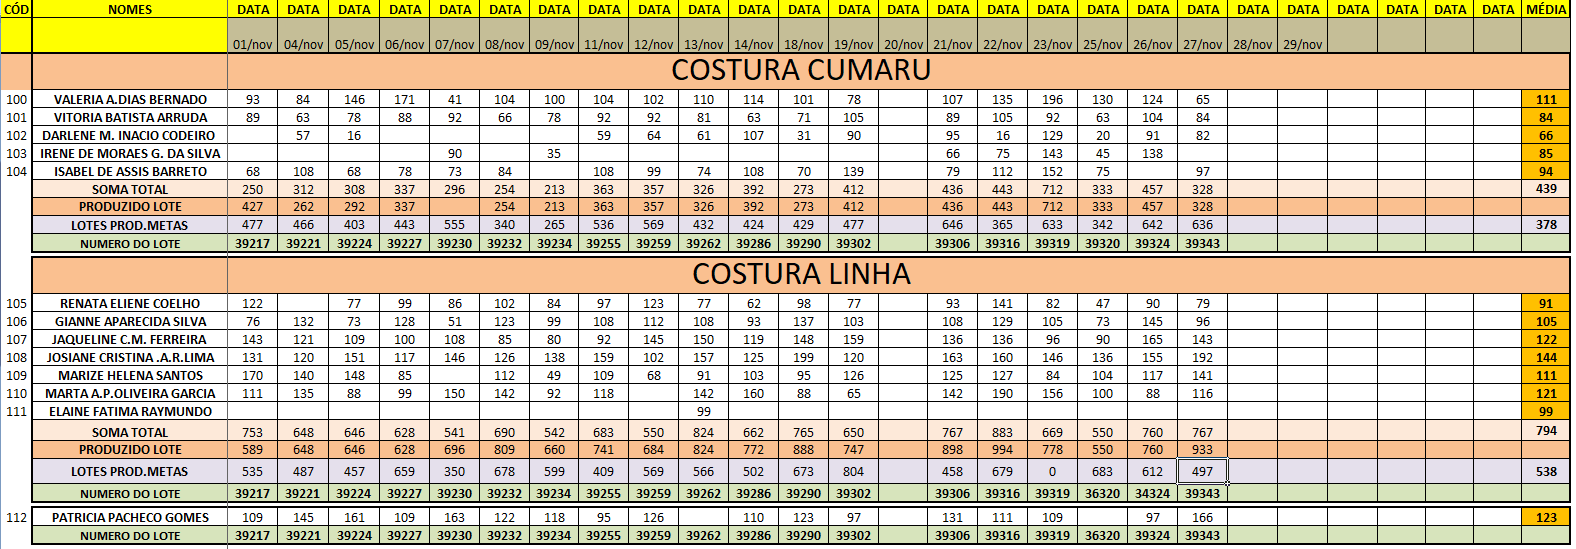 CÓD NOMES DATA DATA DATA DATA DATA DATA DATA DATA DATA DATA DATA DATA DATA DATA DATA DATA DATA DATA DATA DATA DATA DATA DATA DATA DATA DATA MÉDIA
01/nov 04/nov 05/nov 06/nov 07/nov 08/nov 09/nov 11/nov 12/nov 13/nov 14/nov 18/nov 19/nov 20/nov 21/nov 22/nov 23/nov 25/nov 26/nov 27/nov 28/nov 29/nov
COSTURA CUMARU
100 VALERIA A.DIAS BERNADO 93 84 146 171 41 104 100 104 102 110 114 101 78 107 135 196 130 124 65 111
101 VITORIA BATISTA ARRUDA 89 63 78 88 92 66 78 92 92 81 63 71 105 89 105 92 63 104 84 84
102 DARLENE M. INACIO CODEIRO 57 16 59 64 61 107 31 90 95 16 129 20 91 82 66
103 IRENE DE MORAES G. DA SILVA 90 35 66 75 143 45 138 85
104 ISABEL DE ASSIS BARRETO 68 108 68 78 73 84 108 99 74 108 70 139 79 112 152 75 97 94
SOMA TOTAL 250 312 308 337 296 254 213 363 357 326 392 273 412 436 443 712 333 457 328 439
PRODUZIDO LOTE 427 262 292 337 254 213 363 357 326 392 273 412 436 443 712 333 457 328
LOTES PROD.METAS 477 466 403 443 555 340 265 536 569 432 424 429 477 646 365 633 342 642 636 378
NUMERO DO LOTE 39217 39221 39224 39227 39230 39232 39234 39255 39259 39262 39286 39290 39302 39306 39316 39319 39320 39324 39343
COSTURA LINHA
105 RENATA ELIENE COELHO 122 77 99 86 102 84 97 123 77 62 98 77 93 141 82 47 90 79 91
106 GIANNE APARECIDA SILVA 76 132 73 128 51 123 99 108 112 108 93 137 103 108 129 105 73 145 96 105
107 JAQUELINE C.M. FERREIRA 143 121 109 100 108 85 80 92 145 150 119 148 159 136 136 96 90 165 143 122
108 JOSIANE CRISTINA .A.R.LIMA 131 120 151 117 146 126 138 159 102 157 125 199 120 163 160 146 136 155 192 144
109 MARIZE HELENA SANTOS 170 140 148 85 112 49 109 68 91 103 95 126 125 127 84 104 117 141 111
110 MARTA A.P.OLIVEIRA GARCIA 111 135 88 99 150 142 92 118 142 160 88 65 142 190 156 100 88 116 121
111 ELAINE FATIMA RAYMUNDO 99 99
SOMA TOTAL 753 648 646 628 541 690 542 683 550 824 662 765 650 767 883 669 550 760 767 794
PRODUZIDO LOTE 589 648 646 628 696 809 660 741 684 824 772 888 747 898 994 778 550 760 933
LOTES PROD.METAS 535 487 457 659 350 678 599 409 569 566 502 673 804 458 679 0 683 612 497 538
NUMERO DO LOTE 39217 39221 39224 39227 39230 39232 39234 39255 39259 39262 39286 39290 39302 39306 39316 39319 36320 34324 39343
112 PATRICIA PACHECO GOMES 109 145 161 109 163 122 118 95 126 110 123 97 131 111 109 97 166 123
NUMERO DO LOTE 39217 39221 39224 39227 39230 39232 39234 39255 39259 39262 39286 39290 39302 39306 39316 39319 36320 39324 39343